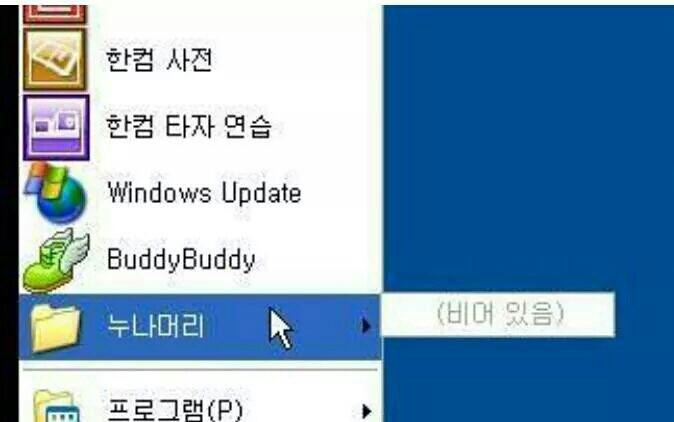 한컴 사전
한컴 타자 연습
Windows Update
BuddyBuddy
누나머리
(비어 있음)
프로그램(P)